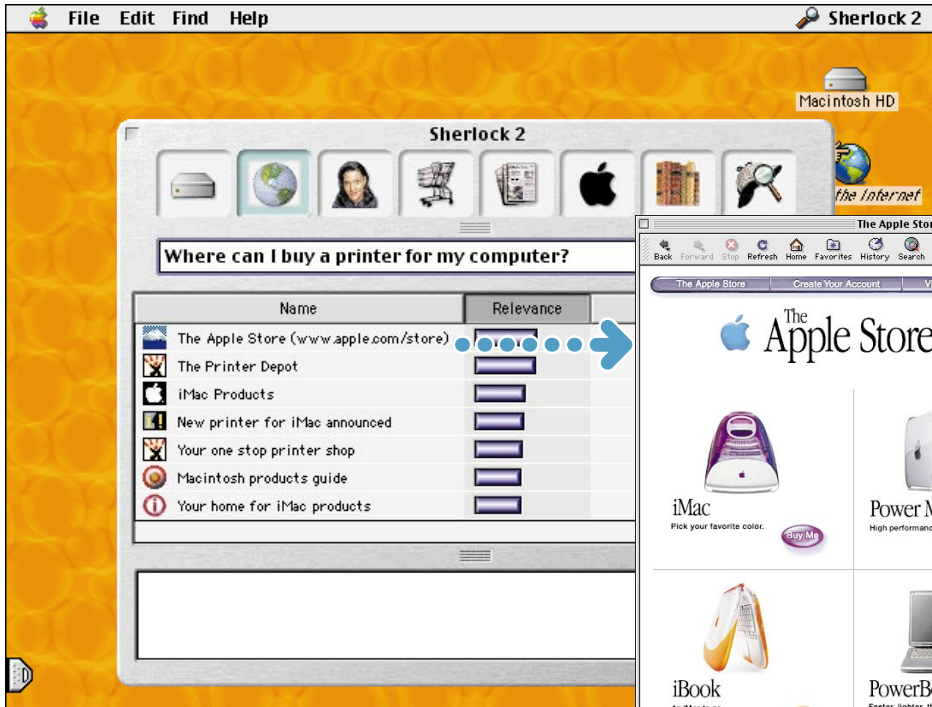 File Edit Find Help
Sherlock 2
Macintosh HD
Sherlock 2
the Internet
Where can I buy a printer for my computer?
Name
Relevance
The Apple Store (www.apple.com/store)
The Printer Depot
iMac Products
New printer for iMac announced
Your one stop printer shop
Macintosh products guide
Your home for iMac products
The Apple Stor
Back Forward Stop Refresh Home Favorites History Search
The Apple Store
Create Your Account
Vi
The
Apple Store
iMac
Pick your favorite color.
Buy Me
Power M
High performanc
iBook
PowerB